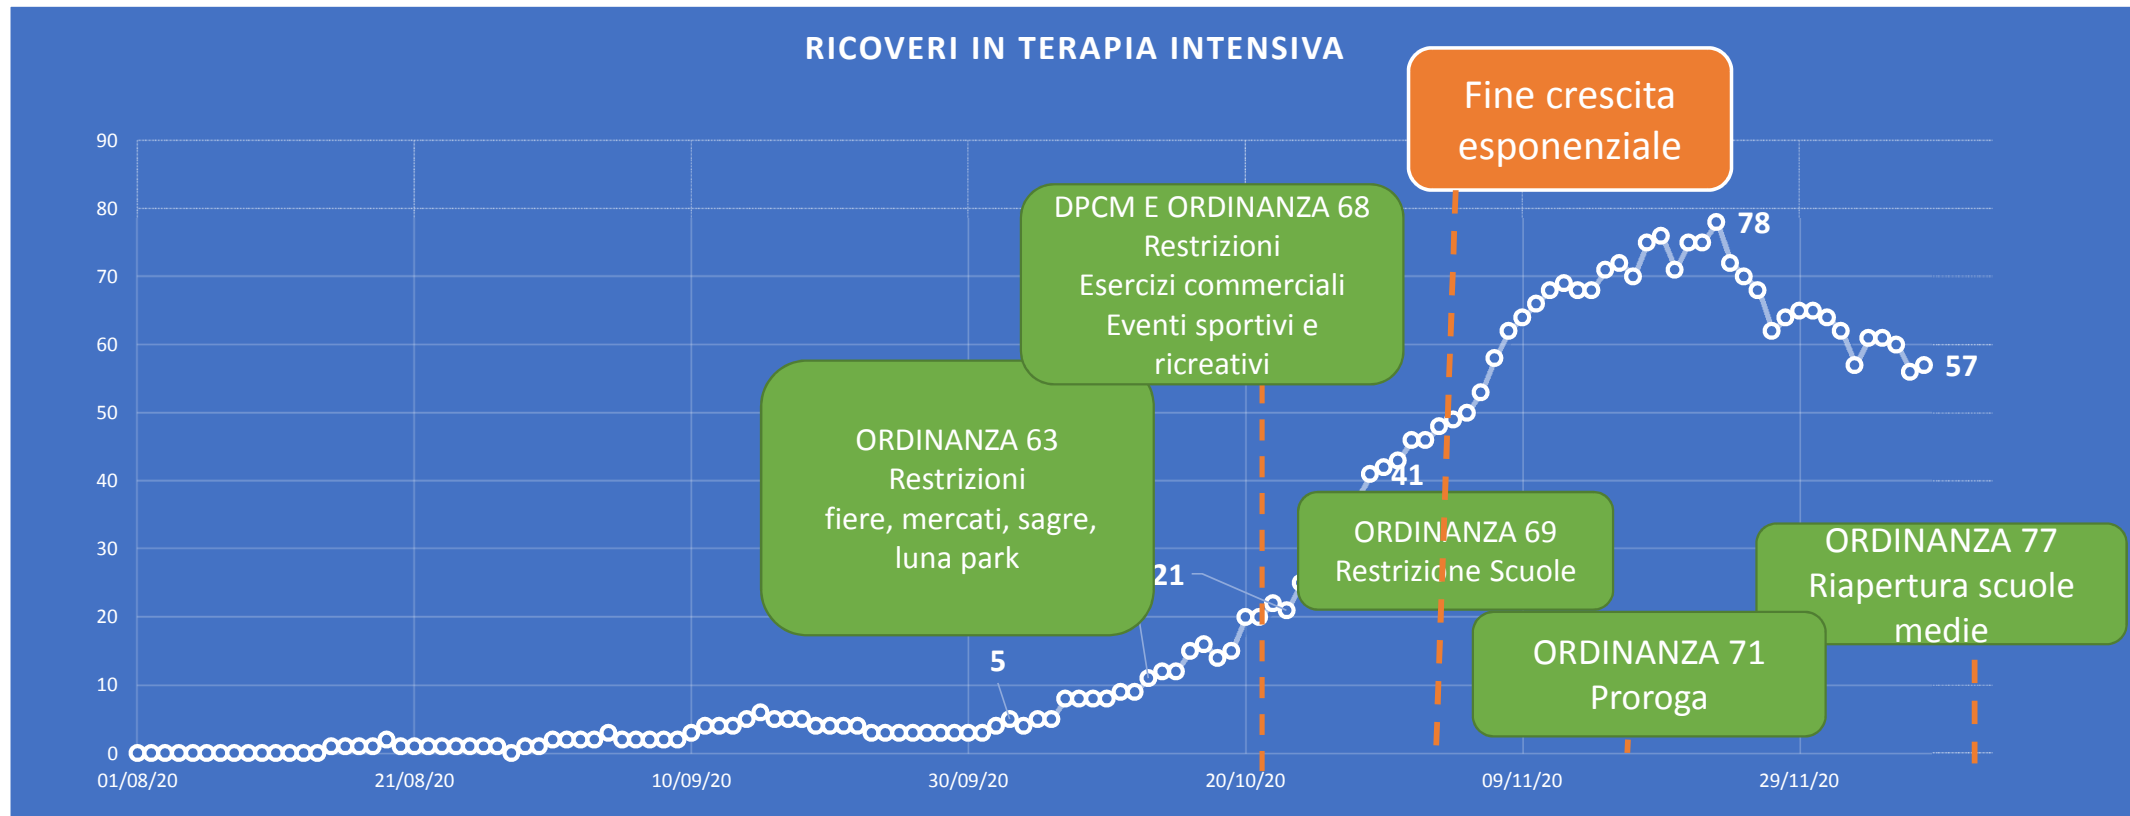 RICOVERI IN TERAPIA INTENSIVA
Fine crescita
esponenziale
DPCM E ORDINANZA 68
Restrizioni
Esercizi commerciali
Eventi sportivi e
ricreativi
ORDINANZA 63
Restrizioni
fiere, mercati, sagre,
luna park
ORDINANZA 69
Restrizione Scuole
ORDINANZA 77
Riapertura scuole
medie
ORDINANZA 71
Proroga
5
21
41
78
57
90
80
70
60
50
40
30
20
10
0
01/08/20
21/08/20
10/09/20
30/09/20
20/10/20
09/11/20
29/11/20